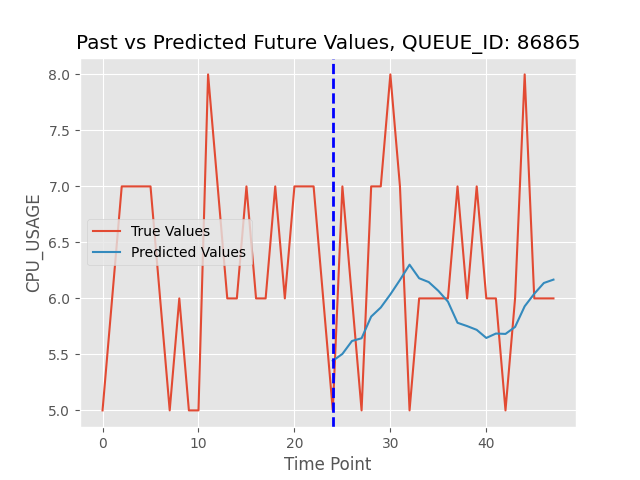 Past vs Predicted Future Values, QUEUE_ID: 86865
8.0
7.5
7.0
6.5
6.0
5.5
5.0
CPU_USAGE
True Values
Predicted Values
0 10 20 30 40
Time Point